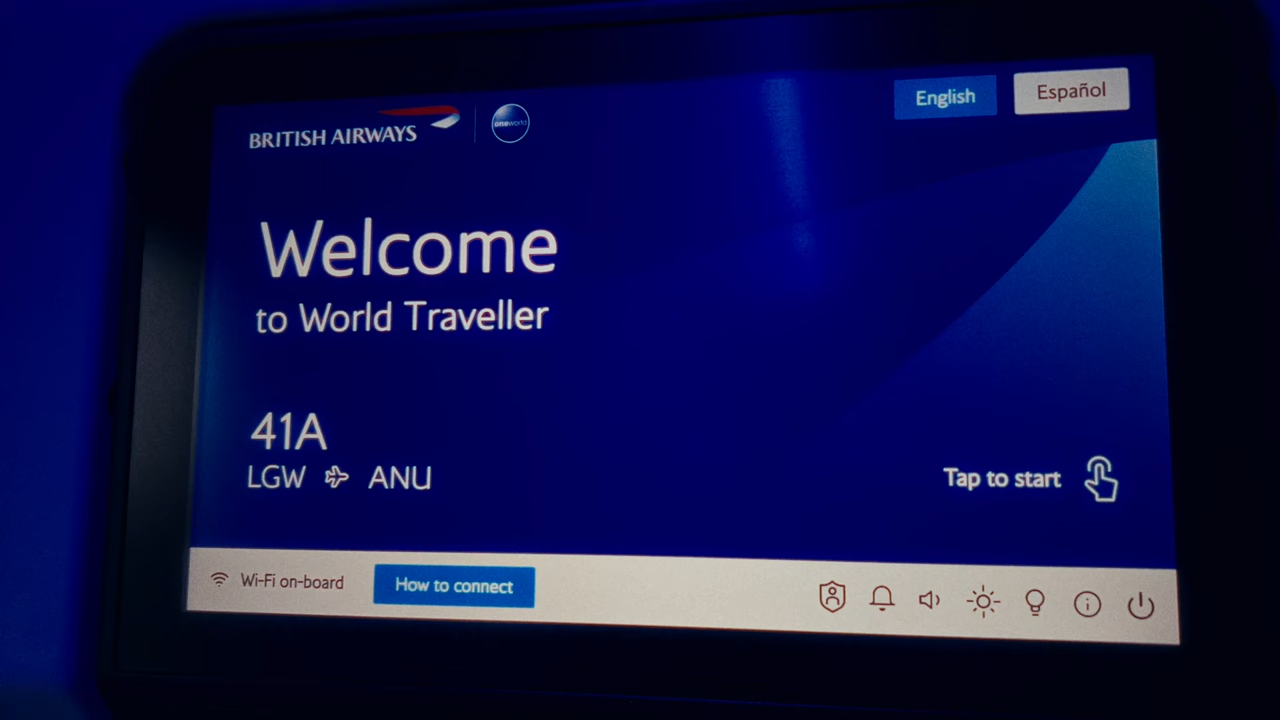 BRITISH AIRWAYS
oneworld
English
Español
Welcome
to World Traveller
41A
LGW ANU
Tap to start
Wi-Fi on-board
How to connect